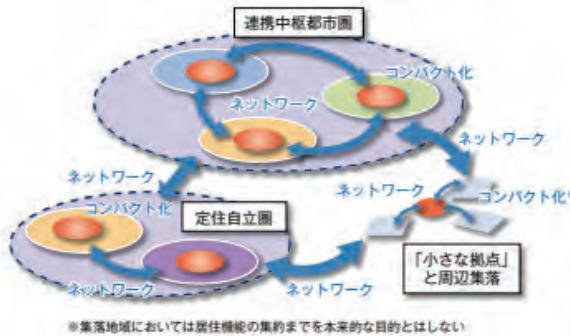 連携中枢都市圏
コンパクト化
ネットワーク
ネットワーク
ネットワーク
コンパクト化
定住自立圏
ネットワーク
ネットワーク
ネットワーク
コンパクト化*
「小さな拠点」
と周辺集落
※集落地域においては居住機能の集約までを本来的な目的とはしない